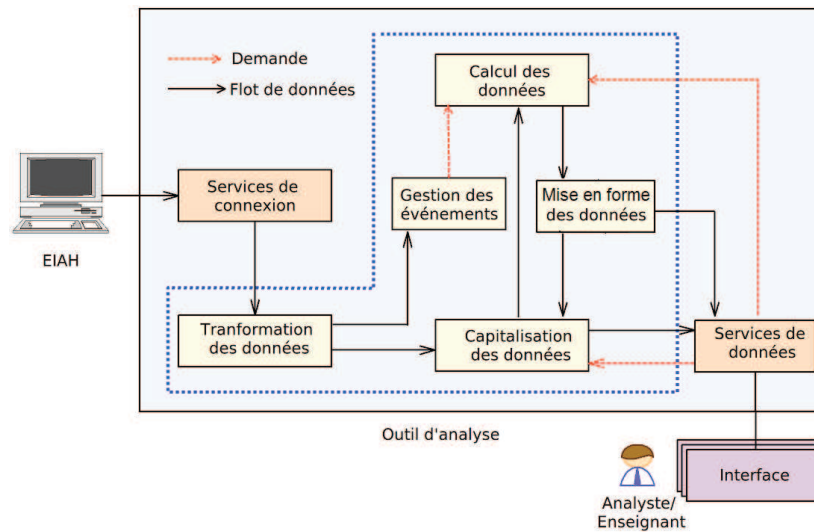 Demande
Flot de données
Calcul des
données
Services de
connexion
Gestion des
événements
Mise en forme
des données
EIAH
Tranformation
des données
Capitalisation
des données
Services de
données
Outil d'analyse
Interface
Analyste/
Enseignant